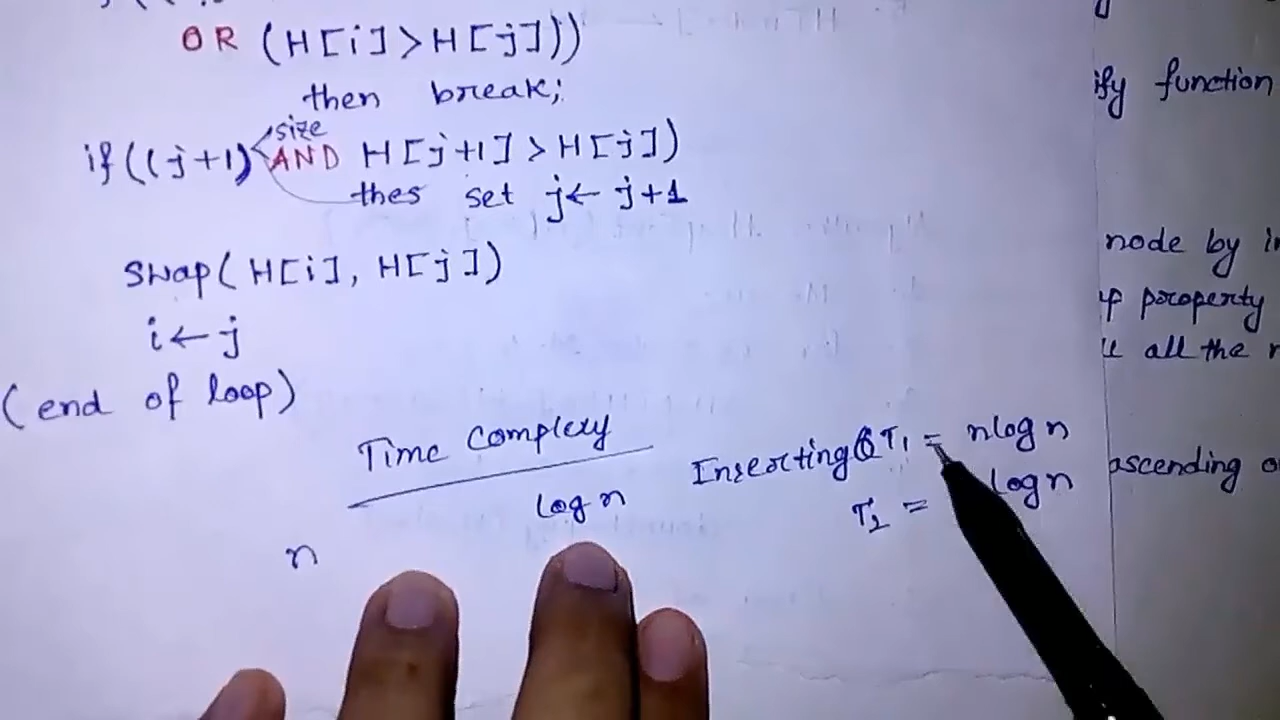 OR (H[i] > H[j]))
then break;
if((j+1) < size AND H[j+1] > H[j])
thes set j ← j+1
Swap(H[i], H[j])
i ← j
(end of loop)
Time Complexy
log n
n
Inserting T1 = nlog n
T2 = log n
ify function
node by
property
all the
ascending